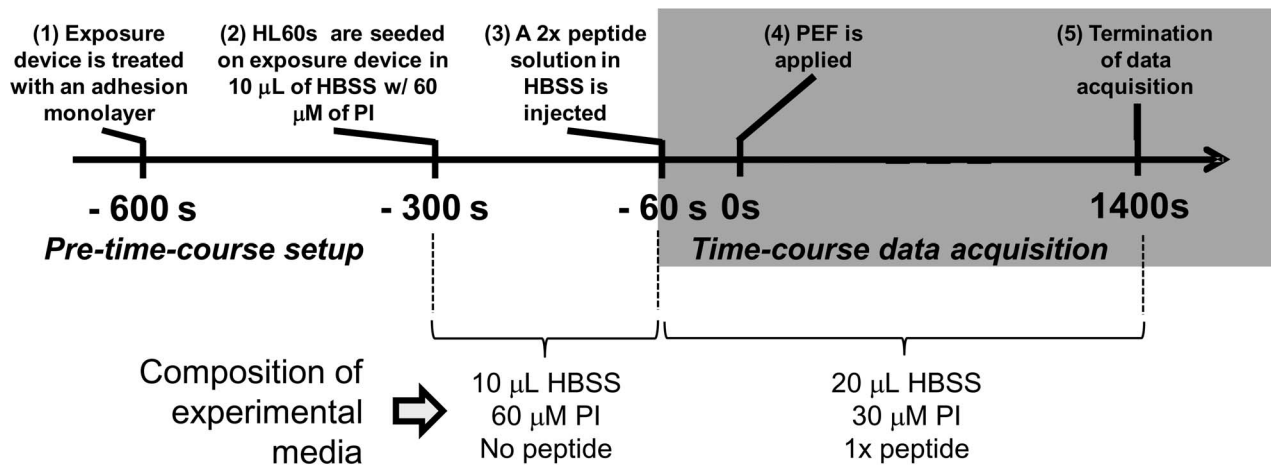 (1) Exposure
device is treated
with an adhesion
monolayer
(2) HL60s are seeded
on exposure device in
10 μL of HBSS w/ 60
μM of PI
(3) A 2x peptide
solution in
HBSS is
injected
(4) PEF is
applied
(5) Termination
of data
acquisition
- 600 s
- 300 s
- 60 s
0s
1400s
Pre-time-course setup
Time-course data acquisition
Composition of
experimental
media
10 μL HBSS
60 μM PI
No peptide
20 μL HBSS
30 μM PI
1x peptide